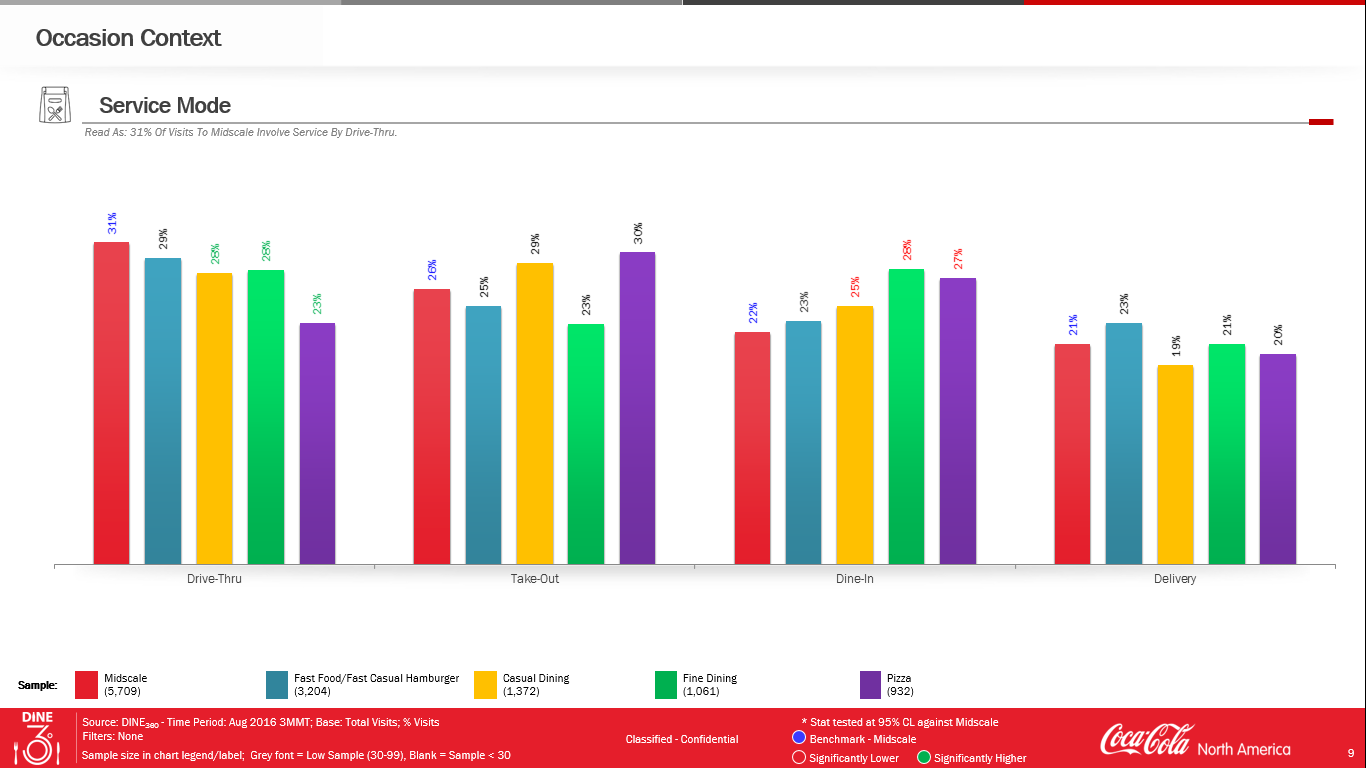 Occasion Context
Service Mode
Read As: 31% Of Visits To Midscale Involve Service By Drive-Thru.
31%
29%
28%
28%
23%
26%
25%
29%
23%
30%
22%
23%
25%
28%
27%
21%
23%
19%
21%
20%
Drive-Thru
Take-Out
Dine-In
Delivery
Sample:
Midscale
(5,709)
Fast Food/Fast Casual Hamburger
(3,204)
Casual Dining
(1,372)
Fine Dining
(1,061)
Pizza
(932)
DINE
3
Source: DINE360 - Time Period: Aug 2016 3MMT; Base: Total Visits; % Visits
Filters: None
Sample size in chart legend/label; Grey font = Low Sample (30-99), Blank = Sample < 30
Classified - Confidential
* Stat tested at 95% CL against Midscale
Benchmark - Midscale
Significantly Lower
Significantly Higher
Coca-Cola North America
9